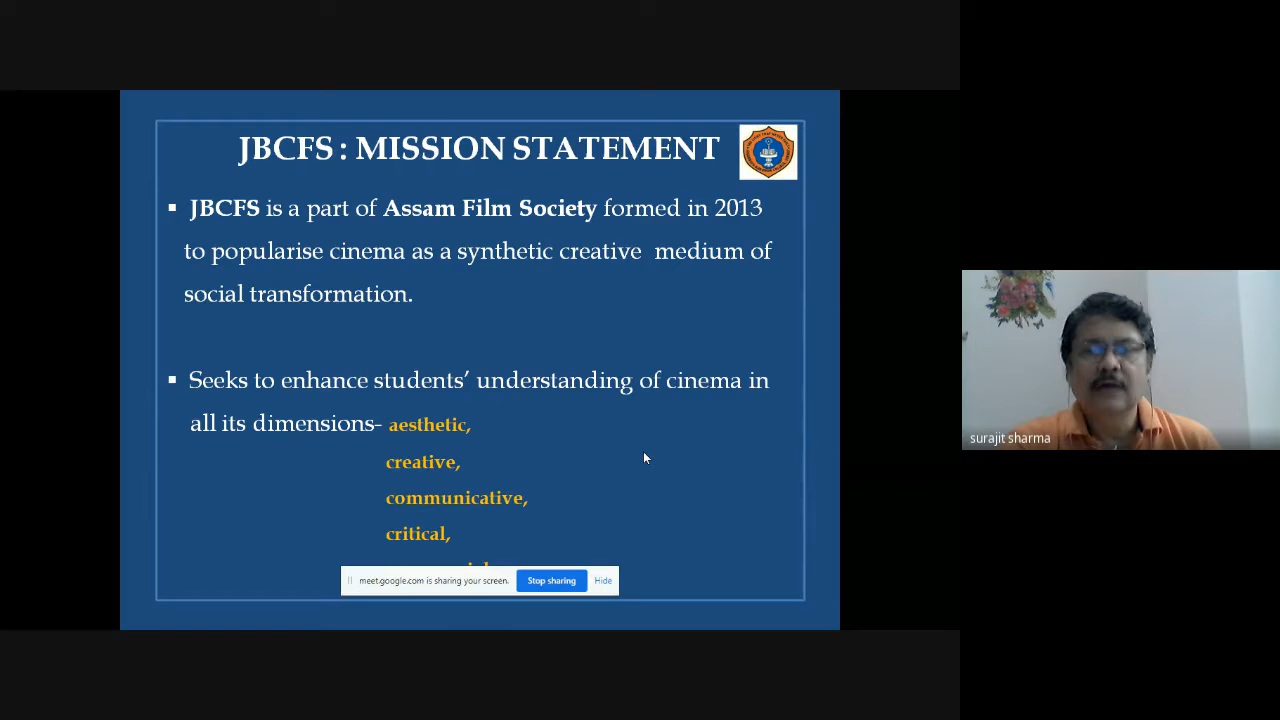 JBCFS : MISSION STATEMENT
▪ JBCFS is a part of Assam Film Society formed in 2013
to popularise cinema as a synthetic creative medium of
social transformation.
▪ Seeks to enhance students’ understanding of cinema in
all its dimensions- aesthetic,
creative,
communicative,
critical,
meet.google.com is sharing your screen. Stop sharing Hide
surajit sharma